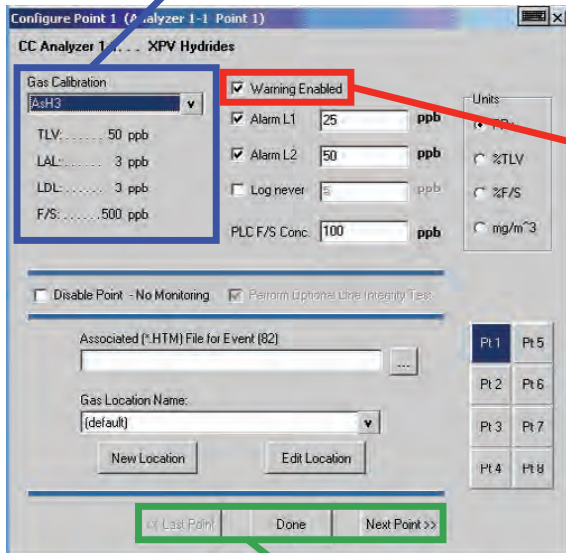 Configure Point 1 (Analyzer 1-1 Point 1)
CC Analyzer 1-1. . . . XPV Hydrides
Gas Calibration
AsH3
TLV: . . . . . . 50 ppb
LAL: . . . . . . 3 ppb
LDL: . . . . . . 3 ppb
F/S: . . . . . . 500 ppb
Warning Enabled
Alarm L1 25 ppb
Alarm L2 50 ppb
Log never 5 ppb
PLC F/S Conc. 100 ppb
Units
%TLV
%F/S
mg/m^3
Disable Point - No Monitoring
Perform Optional Line Integrity Test
Associated (*.HTM) File for Event (82)
...
Gas Location Name:
(default)
New Location Edit Location
Pt 1 Pt 5
Pt 2 Pt 6
Pt 3 Pt 7
Pt 4 Pt 8
<< Last Point Done Next Point >>